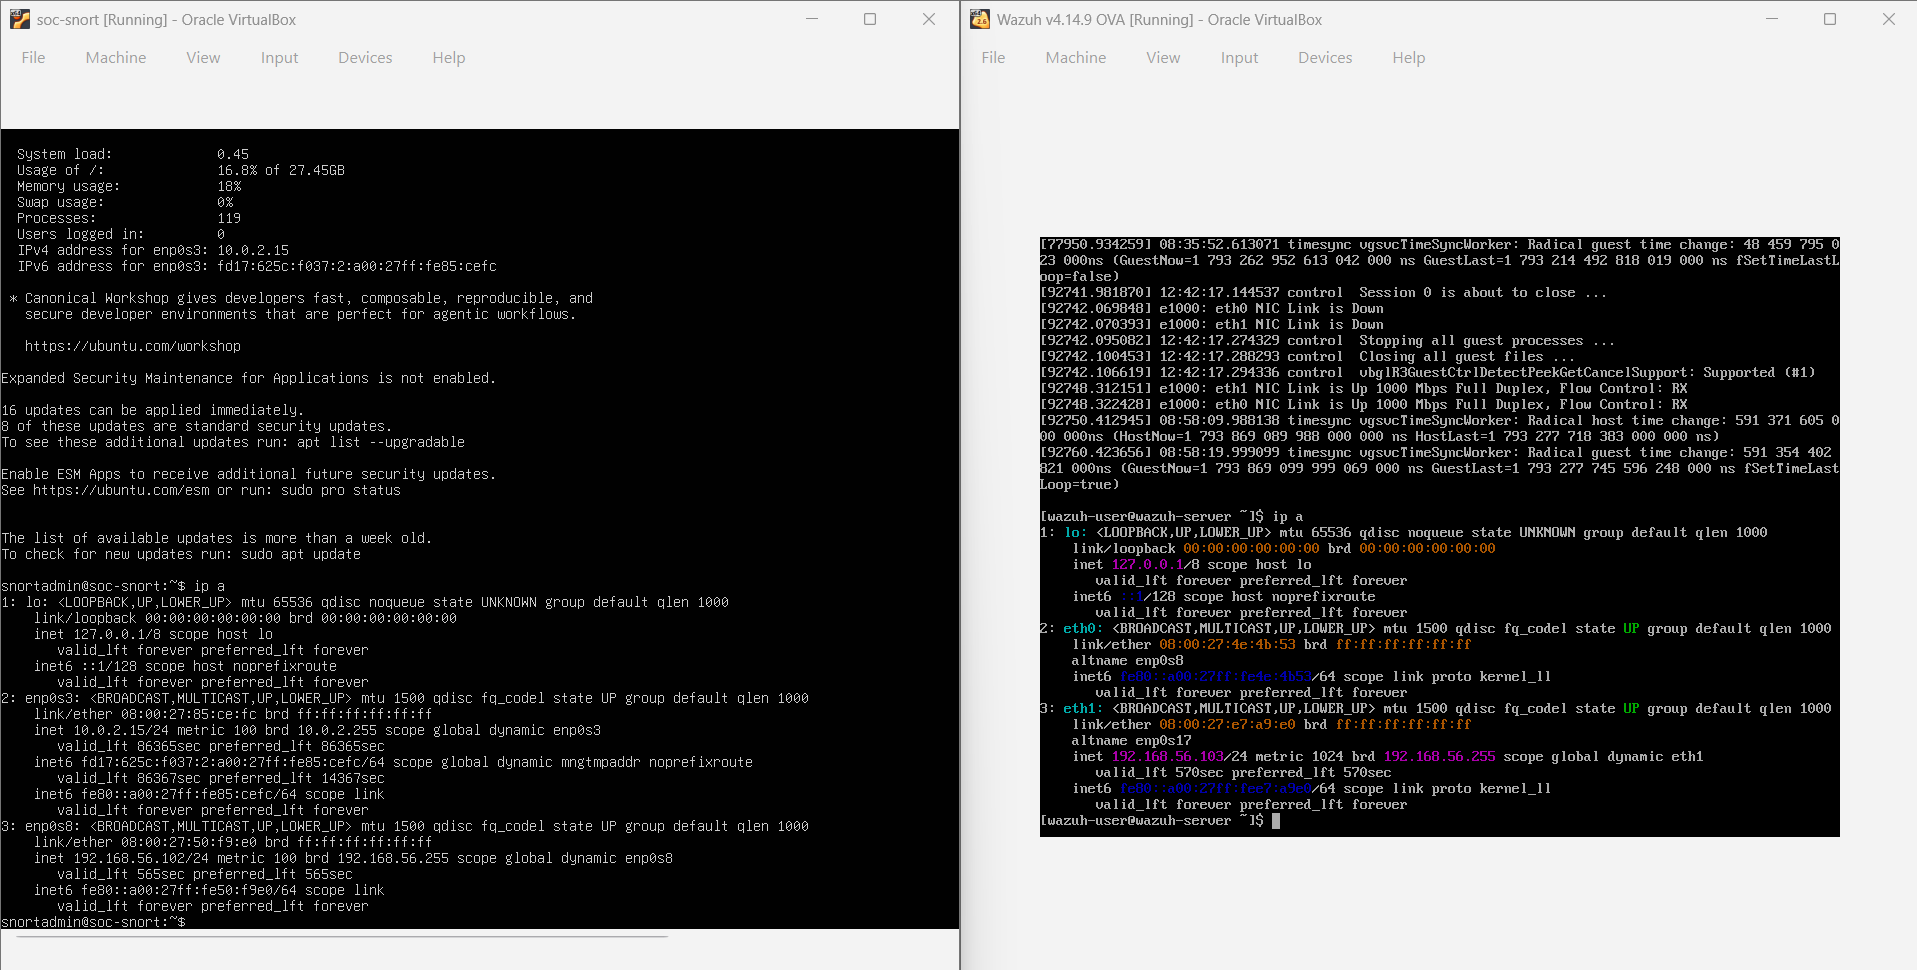 soc-snort [Running] - Oracle VirtualBox
File Machine View Input Devices Help
System load: 0.45
Usage of /: 16.8% of 27.45GB
Memory usage: 18%
Swap usage: 0%
Processes: 119
Users logged in: 0
IPv4 address for enp0s3: 10.0.2.15
IPv6 address for enp0s3: fd17:625c:f037:2:a00:27ff:fe85:cefc
* Canonical Workshop gives developers fast, composable, reproducible, and
secure developer environments that are perfect for agentic workflows.
https://ubuntu.com/workshop
Expanded Security Maintenance for Applications is not enabled.
16 updates can be applied immediately.
8 of these updates are standard security updates.
To see these additional updates run: apt list --upgradable
Enable ESM Apps to receive additional future security updates.
See https://ubuntu.com/esm or run: sudo pro status
The list of available updates is more than a week old.
To check for new updates run: sudo apt update
snortadmin@soc-snort:~$ ip a
1: lo: <LOOPBACK,UP,LOWER_UP> mtu 65536 qdisc noqueue state UNKNOWN group default qlen 1000
link/loopback 00:00:00:00:00:00 brd 00:00:00:00:00:00
inet 127.0.0.1/8 scope host lo
valid_lft forever preferred_lft forever
inet6 ::1/128 scope host noprefixroute
valid_lft forever preferred_lft forever
2: enp0s3: <BROADCAST,MULTICAST,UP,LOWER_UP> mtu 1500 qdisc fq_codel state UP group default qlen 1000
link/ether 08:00:27:85:ce:fc brd ff:ff:ff:ff:ff:ff
inet 10.0.2.15/24 metric 100 brd 10.0.2.255 scope global dynamic enp0s3
valid_lft 86365sec preferred_lft 86365sec
inet6 fd17:625c:f037:2:a00:27ff:fe85:cefc/64 scope global dynamic mngtmpaddr noprefixroute
valid_lft 86367sec preferred_lft 14367sec
inet6 fe80::a00:27ff:fe85:cefc/64 scope link
valid_lft forever preferred_lft forever
3: enp0s8: <BROADCAST,MULTICAST,UP,LOWER_UP> mtu 1500 qdisc fq_codel state UP group default qlen 1000
link/ether 08:00:27:50:f9:e0 brd ff:ff:ff:ff:ff:ff
inet 192.168.56.102/24 metric 100 brd 192.168.56.255 scope global dynamic enp0s8
valid_lft 565sec preferred_lft 565sec
inet6 fe80::a00:27ff:fe50:f9e0/64 scope link
valid_lft forever preferred_lft forever
snortadmin@soc-snort:~$
Wazuh v4.14.9 OVA [Running] - Oracle VirtualBox
File Machine View Input Devices Help
[77950.934259] 08:35:52.613071 timesync vgsvcTimeSyncWorker: Radical guest time change: 48 459 795 0
23 000ns (GuestNow=1 793 262 952 613 042 000 ns GuestLast=1 793 214 492 818 019 000 ns fSetTimeLastL
oop=false)
[92741.981870] 12:42:17.144537 control  Session 0 is about to close ...
[92742.069848] e1000: eth0 NIC Link is Down
[92742.070393] e1000: eth1 NIC Link is Down
[92742.095082] 12:42:17.274329 control  Stopping all guest processes ...
[92742.100453] 12:42:17.288293 control  Closing all guest files ...
[92742.106619] 12:42:17.294336 control  vbglR3GuestCtrlDetectPeekGetCancelSupport: Supported (#1)
[92748.312151] e1000: eth1 NIC Link is Up 1000 Mbps Full Duplex, Flow Control: RX
[92748.322428] e1000: eth0 NIC Link is Up 1000 Mbps Full Duplex, Flow Control: RX
[92750.412945] 08:58:09.988138 timesync vgsvcTimeSyncWorker: Radical host time change: 591 371 605 0
00 000ns (HostNow=1 793 869 089 988 000 000 ns HostLast=1 793 277 718 383 000 000 ns)
[92760.423656] 08:58:19.999099 timesync vgsvcTimeSyncWorker: Radical guest time change: 591 354 402
821 000ns (GuestNow=1 793 869 099 999 069 000 ns GuestLast=1 793 277 745 596 248 000 ns fSetTimeLast
Loop=true)
[wazuh-user@wazuh-server ~]$ ip a
1: lo: <LOOPBACK,UP,LOWER_UP> mtu 65536 qdisc noqueue state UNKNOWN group default qlen 1000
link/loopback 00:00:00:00:00:00 brd 00:00:00:00:00:00
inet 127.0.0.1/8 scope host lo
valid_lft forever preferred_lft forever
inet6 ::1/128 scope host noprefixroute
valid_lft forever preferred_lft forever
2: eth0: <BROADCAST,MULTICAST,UP,LOWER_UP> mtu 1500 qdisc fq_codel state UP group default qlen 1000
link/ether 08:00:27:4e:4b:53 brd ff:ff:ff:ff:ff:ff
altname enp0s8
inet6 fe80::a00:27ff:fe4e:4b53/64 scope link proto kernel_ll
valid_lft forever preferred_lft forever
3: eth1: <BROADCAST,MULTICAST,UP,LOWER_UP> mtu 1500 qdisc fq_codel state UP group default qlen 1000
link/ether 08:00:27:e7:a9:e0 brd ff:ff:ff:ff:ff:ff
altname enp0s17
inet 192.168.56.103/24 metric 1024 brd 192.168.56.255 scope global dynamic eth1
valid_lft 570sec preferred_lft 570sec
inet6 fe80::a00:27ff:fee7:a9e0/64 scope link proto kernel_ll
valid_lft forever preferred_lft forever
[wazuh-user@wazuh-server ~]$